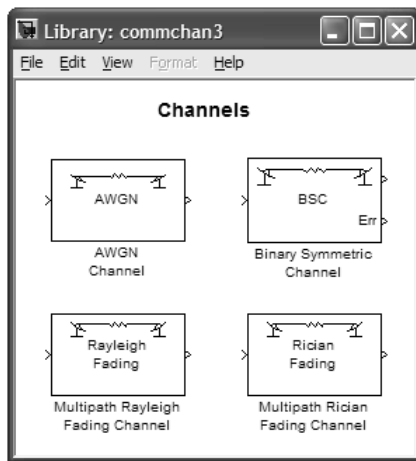 Library: commchan3
File Edit View Format Help
Channels
AWGN
AWGN
Channel
BSC
Err
Binary Symmetric
Channel
Rayleigh
Fading
Multipath Rayleigh
Fading Channel
Rician
Fading
Multipath Rician
Fading Channel